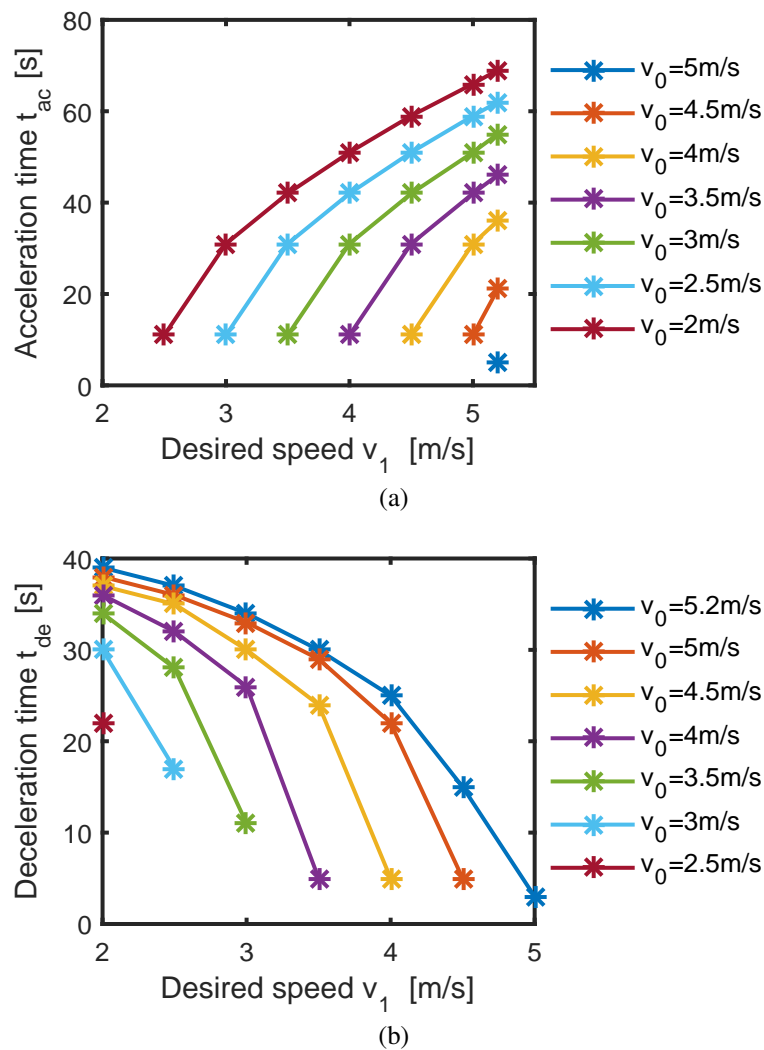 80
60
40
20
0
Acceleration time t_ac [s]
2
3
4
5
Desired speed v_1 [m/s]
v_0=5m/s
v_0=4.5m/s
v_0=4m/s
v_0=3.5m/s
v_0=3m/s
v_0=2.5m/s
v_0=2m/s
(a)
40
30
20
10
0
Deceleration time t_de [s]
2
3
4
5
Desired speed v_1 [m/s]
v_0=5.2m/s
v_0=5m/s
v_0=4.5m/s
v_0=4m/s
v_0=3.5m/s
v_0=3m/s
v_0=2.5m/s
(b)